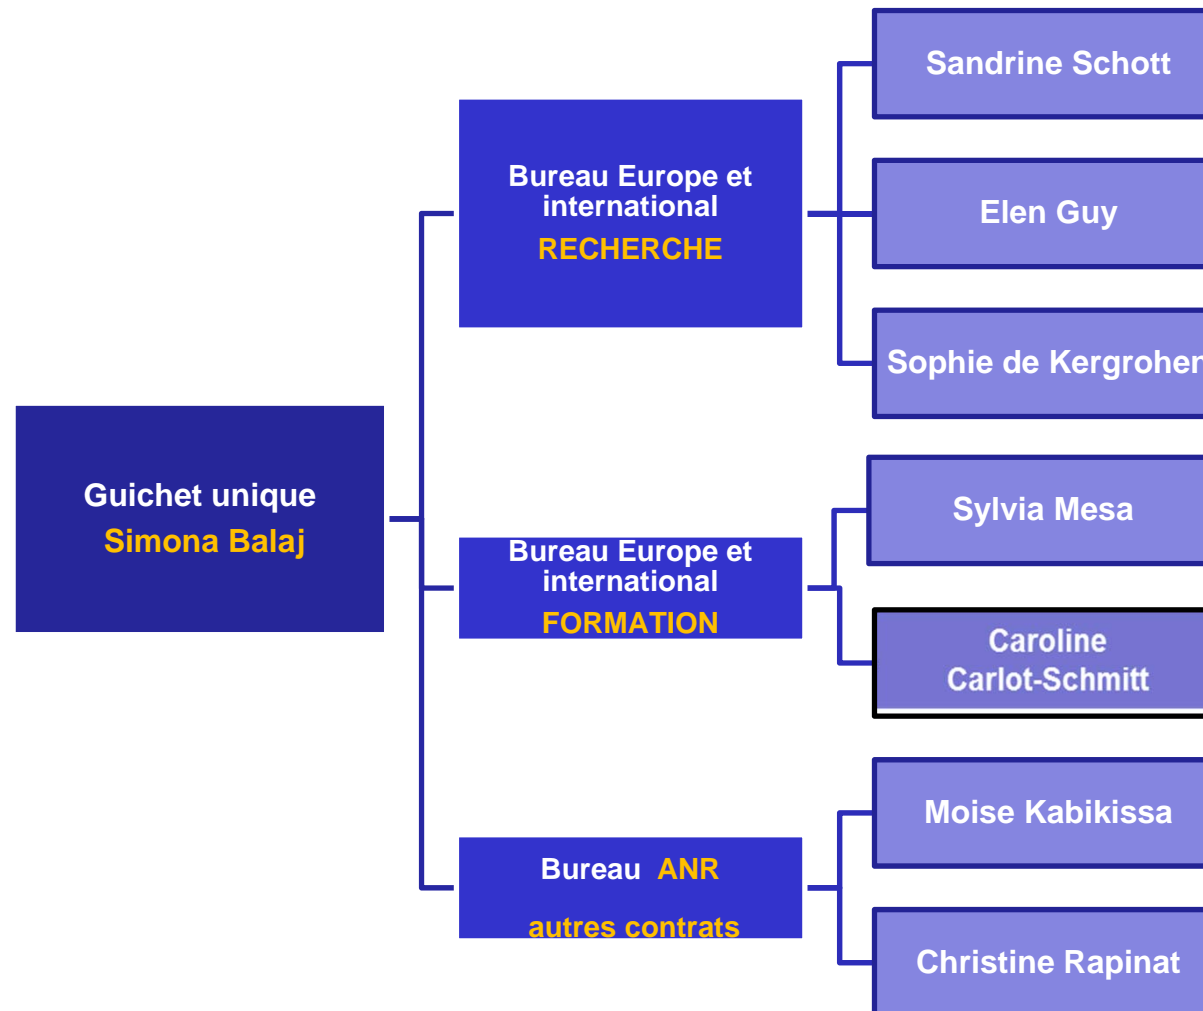 Guichet unique
Simona Balaj
Bureau Europe et
international
RECHERCHE
Sandrine Schott
Elen Guy
Sophie de Kergrohen
Bureau Europe et
international
FORMATION
Sylvia Mesa
Caroline
Carlot-Schmitt
Bureau ANR
autres contrats
Moise Kabikissa
Christine Rapinat